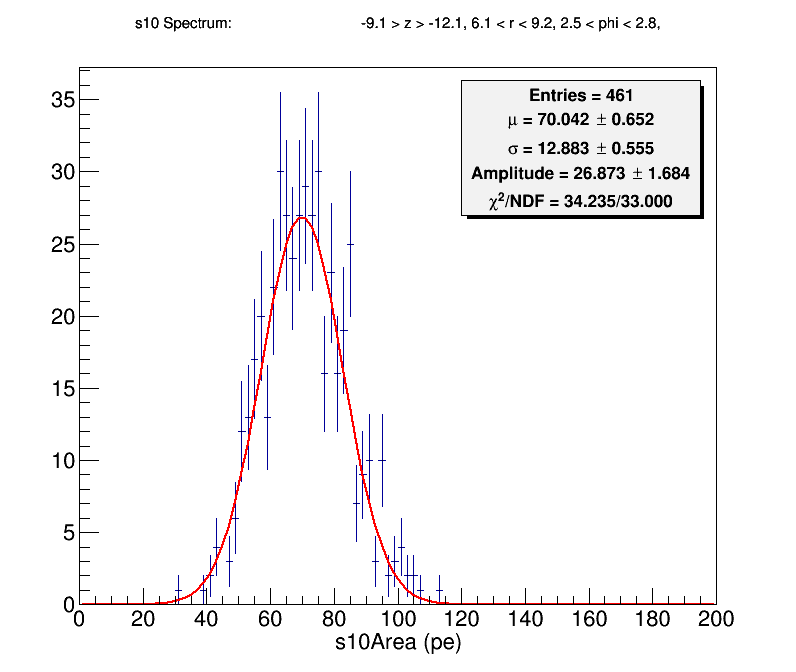 s10 Spectrum: -9.1 > z > -12.1, 6.1 < r < 9.2, 2.5 < phi < 2.8,
Entries = 461
μ = 70.042 ± 0.652
σ = 12.883 ± 0.555
Amplitude = 26.873 ± 1.684
χ²/NDF = 34.235/33.000
35
30
25
20
15
10
5
0
0 20 40 60 80 100 120 140 160 180 200
s10Area (pe)